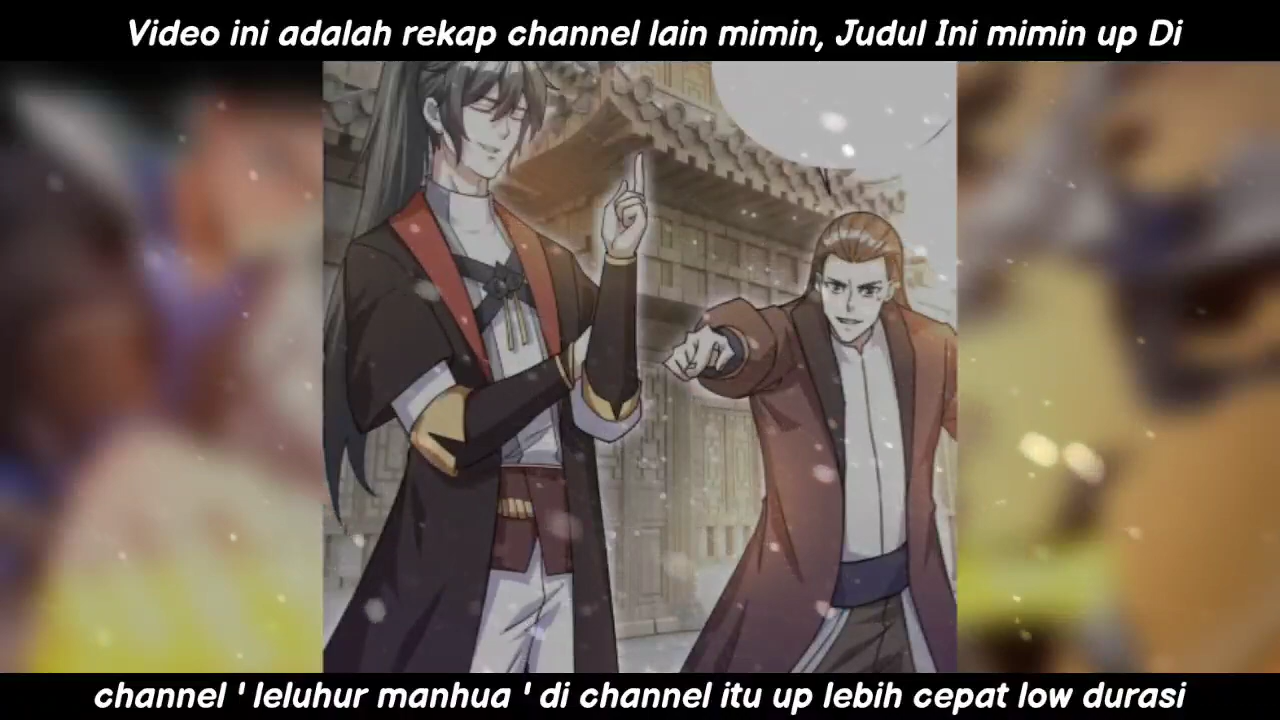 Video ini adalah rekap channel lain mimin, Judul Ini mimin up Di
channel ' leluhur manhua ' di channel itu up lebih cepat low durasi